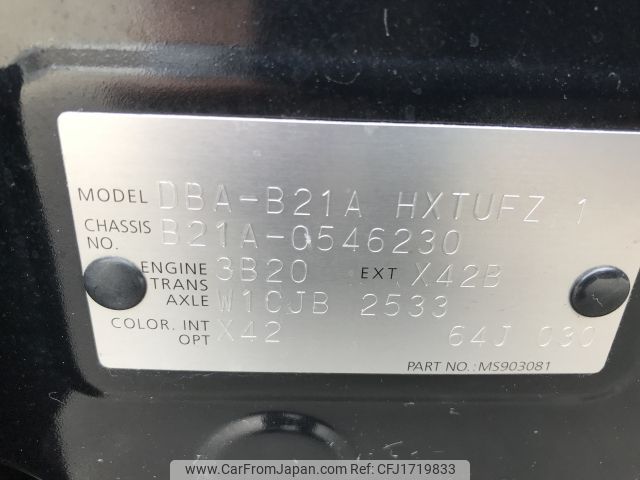 MODEL DBA-B21A HXTUFZ 1
CHASSIS NO. B21A-0546230
ENGINE 3B20 EXT X42B
TRANS AXLE W1CJB 2533
COLOR. INT OPT X42 64J 030
PART NO.: MS903081
www.CarFromJapan.com Ref No: CFJ1719833